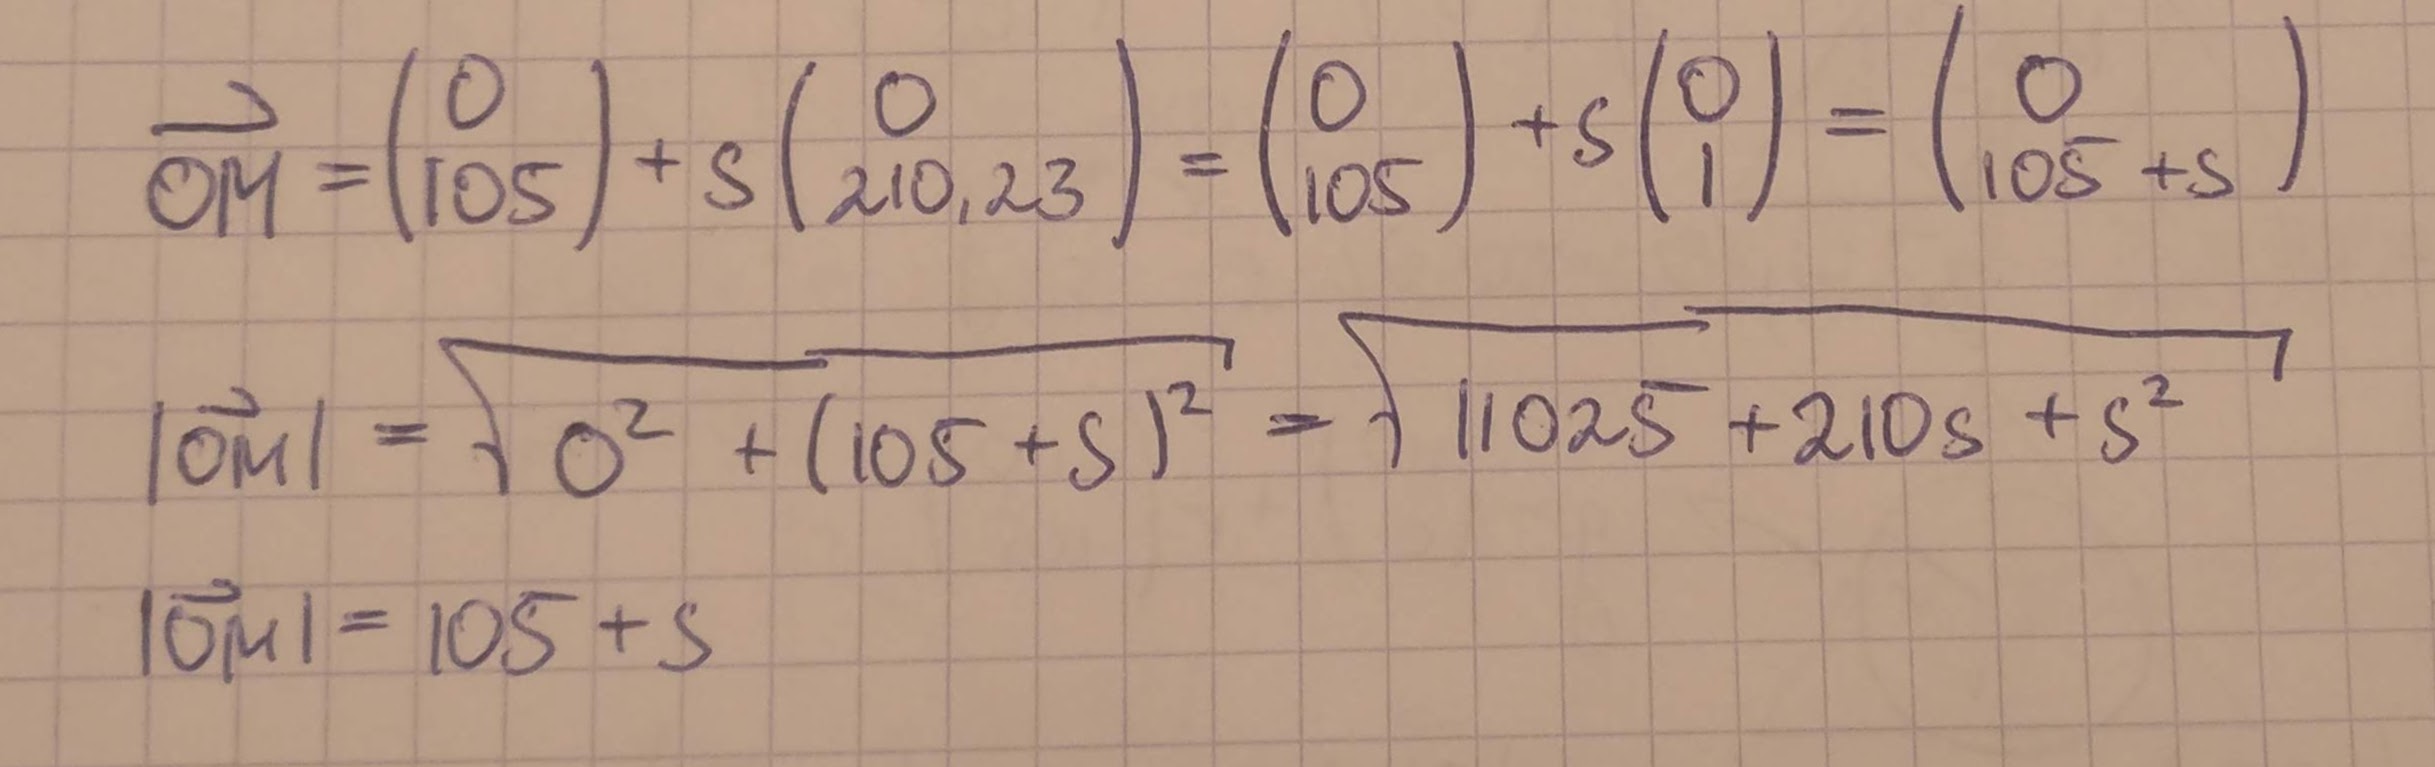 $\overrightarrow{OM} = \begin{pmatrix} 0 \\ 105 \end{pmatrix} + s \begin{pmatrix} 0 \\ 210,23 \end{pmatrix} = \begin{pmatrix} 0 \\ 105 \end{pmatrix} + s \begin{pmatrix} 0 \\ 1 \end{pmatrix} = \begin{pmatrix} 0 \\ 105 + s \end{pmatrix}$
$|\overrightarrow{OM}| = \sqrt{0^2 + (105 + s)^2} = \sqrt{11025 + 210s + s^2}$
$|\overrightarrow{OM}| = 105 + s$